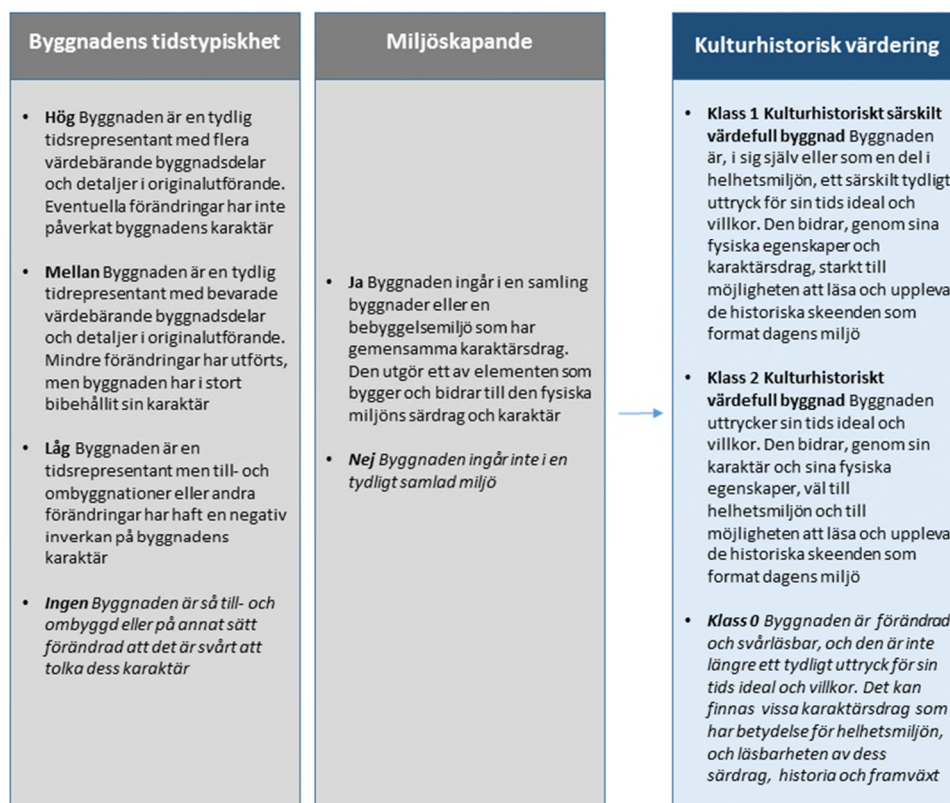 Byggnadens tidstypiskhet
• Hög Byggnaden är en tydlig
tidsrepresentant med flera
värdebärande byggnadsdelar
och detaljer i originalutförande.
Eventuella förändringar har inte
påverkat byggnadens karaktär
• Mellan Byggnaden är en tydlig
tidrepresentant med bevarade
värdebärande byggnadsdelar
och detaljer i originalutförande.
Mindre förändringar har utförts,
men byggnaden har i stort
bibehållit sin karaktär
• Låg Byggnaden är en
tidsrepresentant men till- och
ombyggnationer eller andra
förändringar har haft en negativ
inverkan på byggnadens
karaktär
• Ingen Byggnaden är så till- och
ombyggd eller på annat sätt
förändrad att det är svårt att
tolka dess karaktär
Miljöskapande
• Ja Byggnaden ingår i en samling
byggnader eller en
bebyggelsemiljö som har
gemensamma karaktärsdrag.
Den utgör ett av elementen som
bygger och bidrar till den fysiska
miljöns särdrag och karaktär
• Nej Byggnaden ingår inte i en
tydligt samlad miljö
Kulturhistorisk värdering
• Klass 1 Kulturhistoriskt särskilt
värdefull byggnad Byggnaden
är, i sig själv eller som en del i
helhetsmiljön, ett särskilt tydligt
uttryck för sin tids ideal och
villkor. Den bidrar, genom sina
fysiska egenskaper och
karaktärsdrag, starkt till
möjligheten att läsa och uppleva
de historiska skeenden som
format dagens miljö
• Klass 2 Kulturhistoriskt
värdefull byggnad Byggnaden
uttrycker sin tids ideal och
villkor. Den bidrar, genom sin
karaktär och sina fysiska
egenskaper, väl till
helhetsmiljön och till
möjligheten att läsa och uppleva
de historiska skeenden som
format dagens miljö
• Klass 0 Byggnaden är förändrad
och svårläsbar, och den är inte
längre ett tydligt uttryck för sin
tids ideal och villkor. Det kan
finnas vissa karaktärsdrag som
har betydelse för helhetsmiljön,
och läsbarheten av dess
särdrag, historia och framväxt